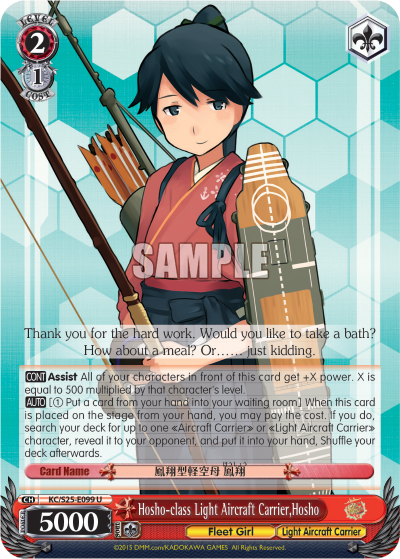 LEVEL
2
1
COST
SAMPLE
Thank you for the hard work. Would you like to take a bath?
How about a meal? Or…… just kidding.
CONT Assist All of your characters in front of this card get +X power. X is
equal to 500 multiplied by that character's level.
AUTO [① Put a card from your hand into your waiting room] When this card
is placed on the stage from your hand, you may pay the cost. If you do,
search your deck for up to one «Aircraft Carrier» or «Light Aircraft Carrier»
character, reveal it to your opponent, and put it into your hand, Shuffle your
deck afterwards.
Card Name
鳳翔型軽空母 鳳翔
CH KC/S25-E099 U
Hosho-class Light Aircraft Carrier,Hosho
POWER
5000
SOUL
Fleet Girl
Light Aircraft Carrier
©2015 DMM.com/KADOKAWA GAMES All Rights Reserved.